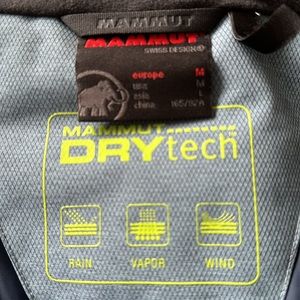 MAMMUT
MAMMUT
SWISS DESIGN®
europe M
usa M
asia L
china 165/92A
MAMMUT
DRYtech
RAIN VAPOR WIND